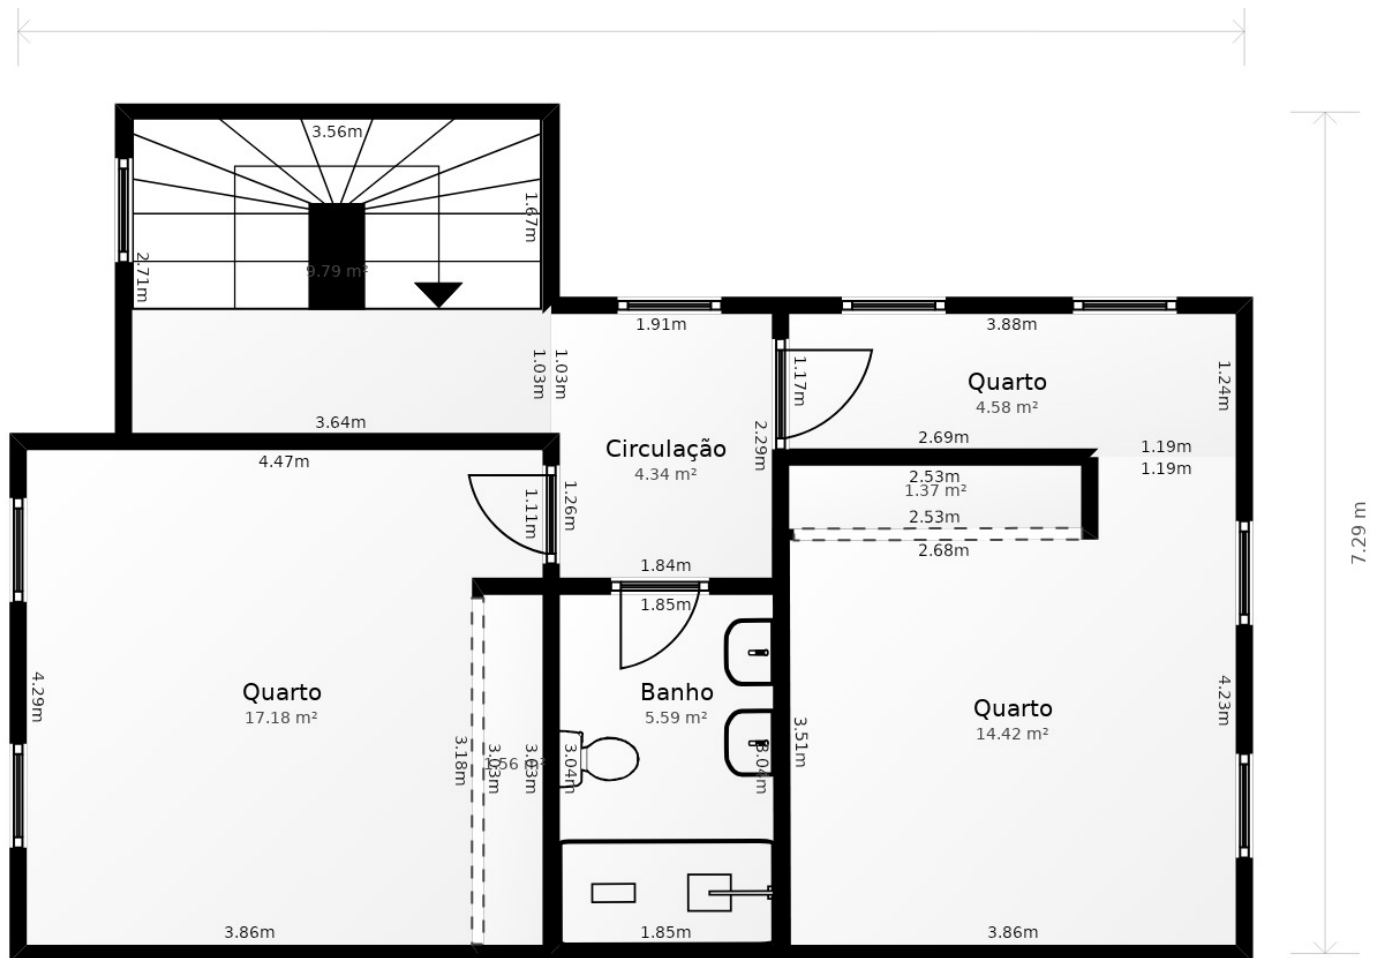 3.56m
1.67m
2.71m
9.79 m²
1.91m
3.88m
1.03m
1.03m
1.17m
Quarto
4.58 m²
1.24m
3.64m
2.69m
1.19m
4.47m
Circulação
4.34 m²
2.29m
1.19m
2.53m
1.37 m²
1.11m
1.26m
2.53m
7.29 m
2.68m
1.84m
1.85m
Quarto
17.18 m²
4.29m
Banho
5.59 m²
Quarto
14.42 m²
4.23m
3.51m
3.18m
3.03m
1.56 m²
3.03m
3.04m
3.04m
3.86m
1.85m
3.86m